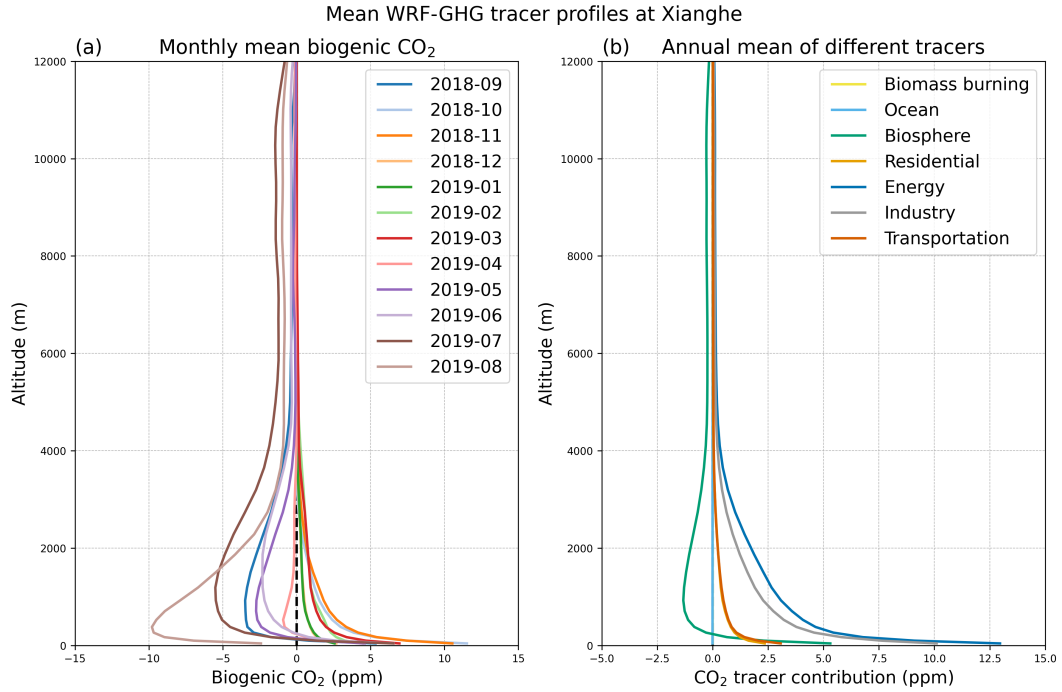 Mean WRF-GHG tracer profiles at Xianghe
(a) Monthly mean biogenic CO₂
12000
10000
8000
6000
4000
2000
0
Altitude (m)
−15 −10 −5 0 5 10 15
Biogenic CO₂ (ppm)
2018-09
2018-10
2018-11
2018-12
2019-01
2019-02
2019-03
2019-04
2019-05
2019-06
2019-07
2019-08
(b) Annual mean of different tracers
12000
10000
8000
6000
4000
2000
0
Altitude (m)
−5.0 −2.5 0.0 2.5 5.0 7.5 10.0 12.5 15.0
CO₂ tracer contribution (ppm)
Biomass burning
Ocean
Biosphere
Residential
Energy
Industry
Transportation